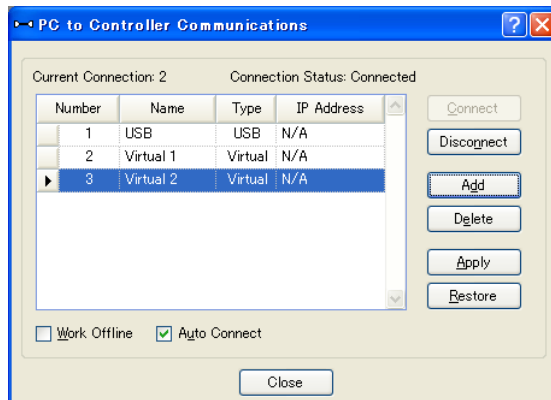 PC to Controller Communications
Current Connection: 2 Connection Status: Connected
Number Name Type IP Address
1 USB USB N/A
2 Virtual 1 Virtual N/A
3 Virtual 2 Virtual N/A
Connect
Disconnect
Add
Delete
Apply
Restore
Work Offline Auto Connect
Close